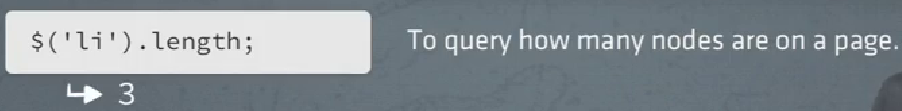 $('li').length;
To query how many nodes are on a page.
3